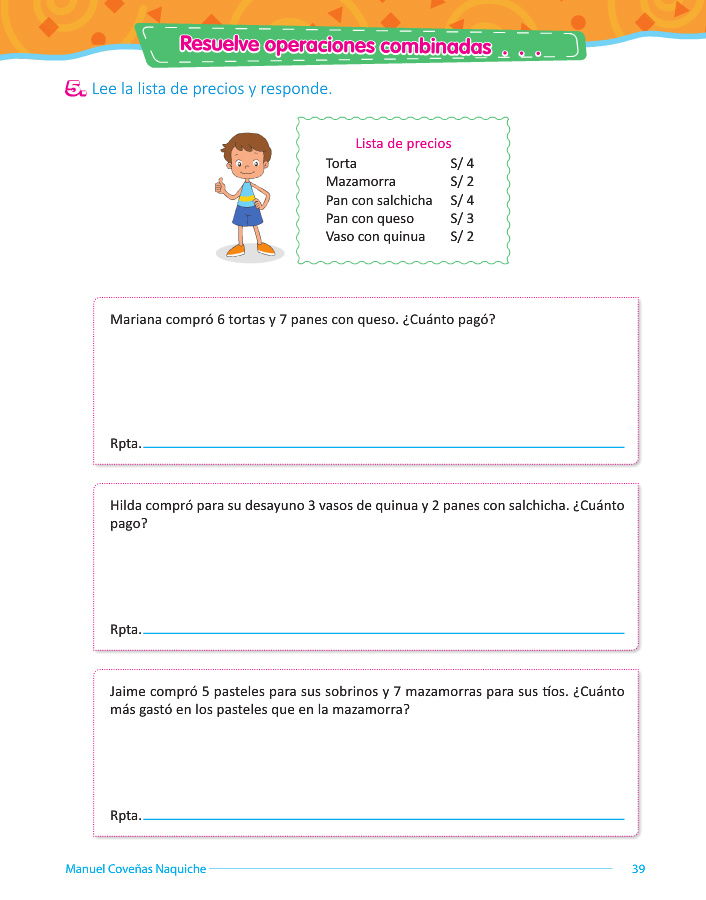 Resuelve operaciones combinadas . . .
5. Lee la lista de precios y responde.
Lista de precios
Torta S/ 4
Mazamorra S/ 2
Pan con salchicha S/ 4
Pan con queso S/ 3
Vaso con quinua S/ 2
Mariana compró 6 tortas y 7 panes con queso. ¿Cuánto pagó?
Rpta.
Hilda compró para su desayuno 3 vasos de quinua y 2 panes con salchicha. ¿Cuánto
pago?
Rpta.
Jaime compró 5 pasteles para sus sobrinos y 7 mazamorras para sus tíos. ¿Cuánto
más gastó en los pasteles que en la mazamorra?
Rpta.
Manuel Coveñas Naquiche 39